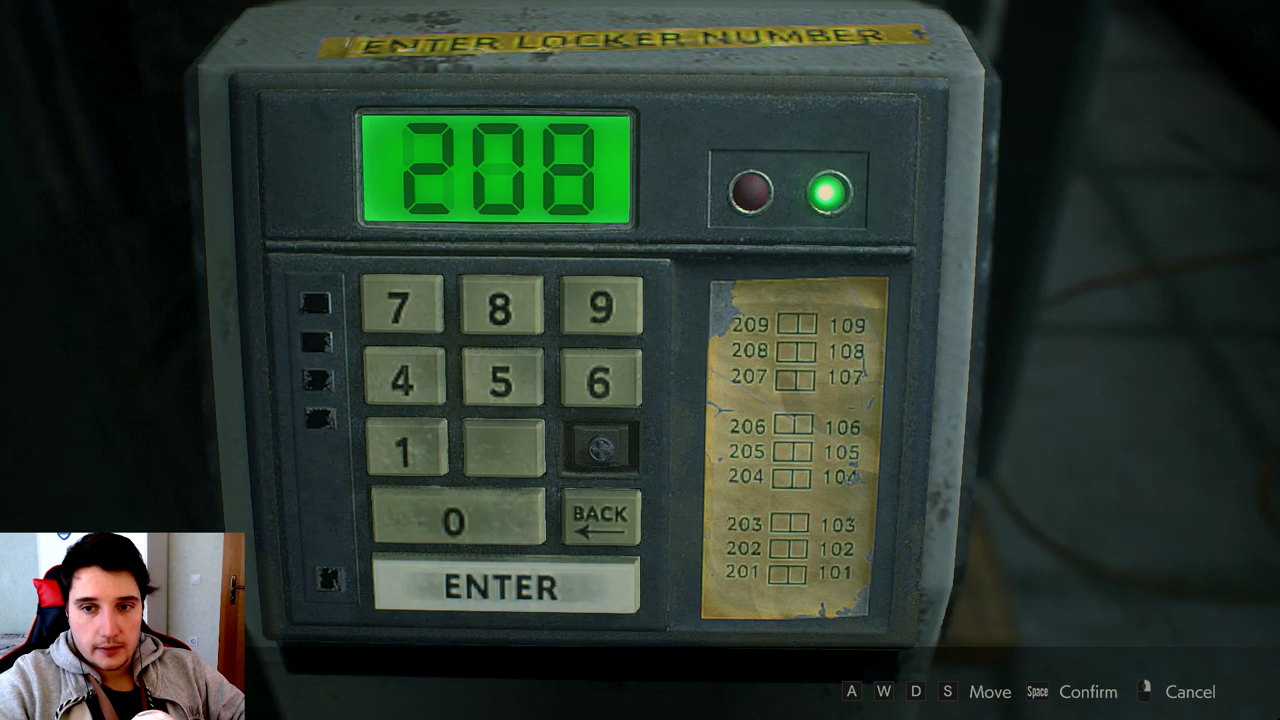 ENTER LOCKER NUMBER
208
7 8 9
4 5 6
1
0 BACK
ENTER
209 109
208 108
207 107
206 106
205 105
204 104
203 103
202 102
201 101
A W D S Move Space Confirm Cancel